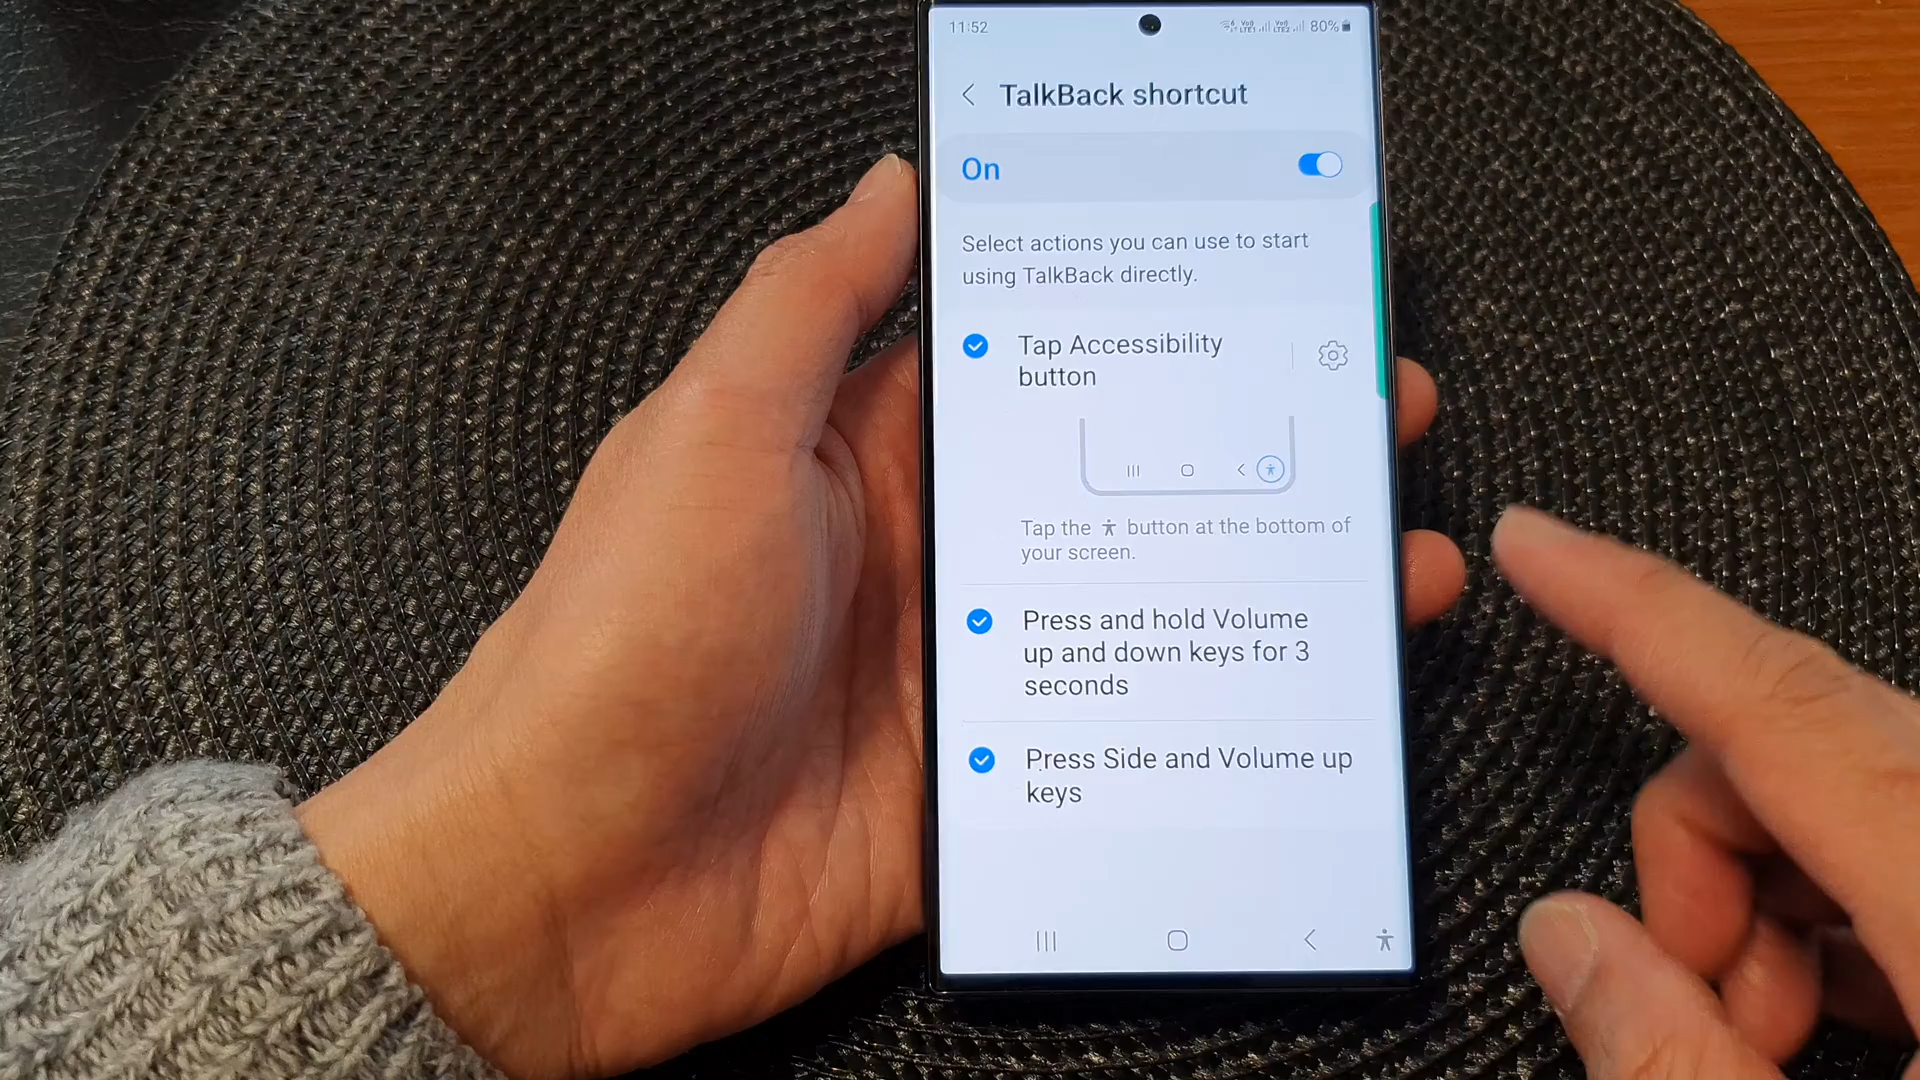 11:52
80%
TalkBack shortcut
On
Select actions you can use to start
using TalkBack directly.
Tap Accessibility
button
Tap the button at the bottom of
your screen.
Press and hold Volume
up and down keys for 3
seconds
Press Side and Volume up
keys